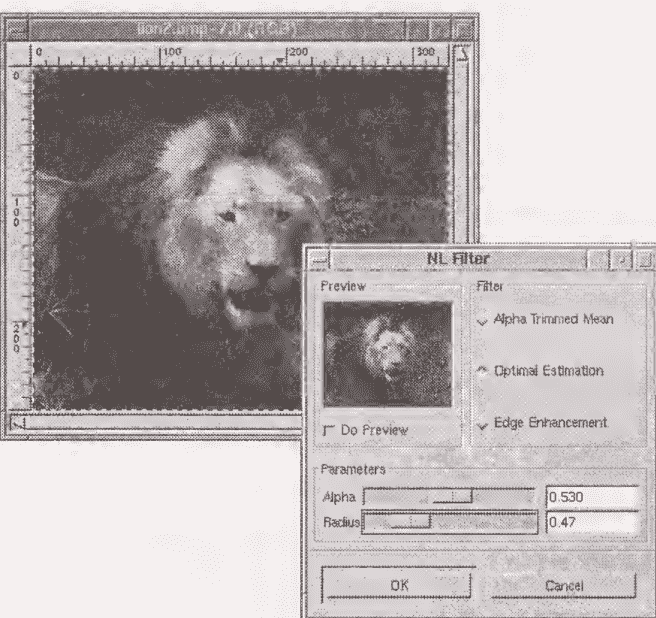 0 100 200 300
0
100
200
NL Filter
Preview
Filter
Alpha Trimmed Mean
Optimal Estimation
Edge Enhancement
Do Preview
Parameters
Alpha 0.530
Radius 0.47
OK Cancel